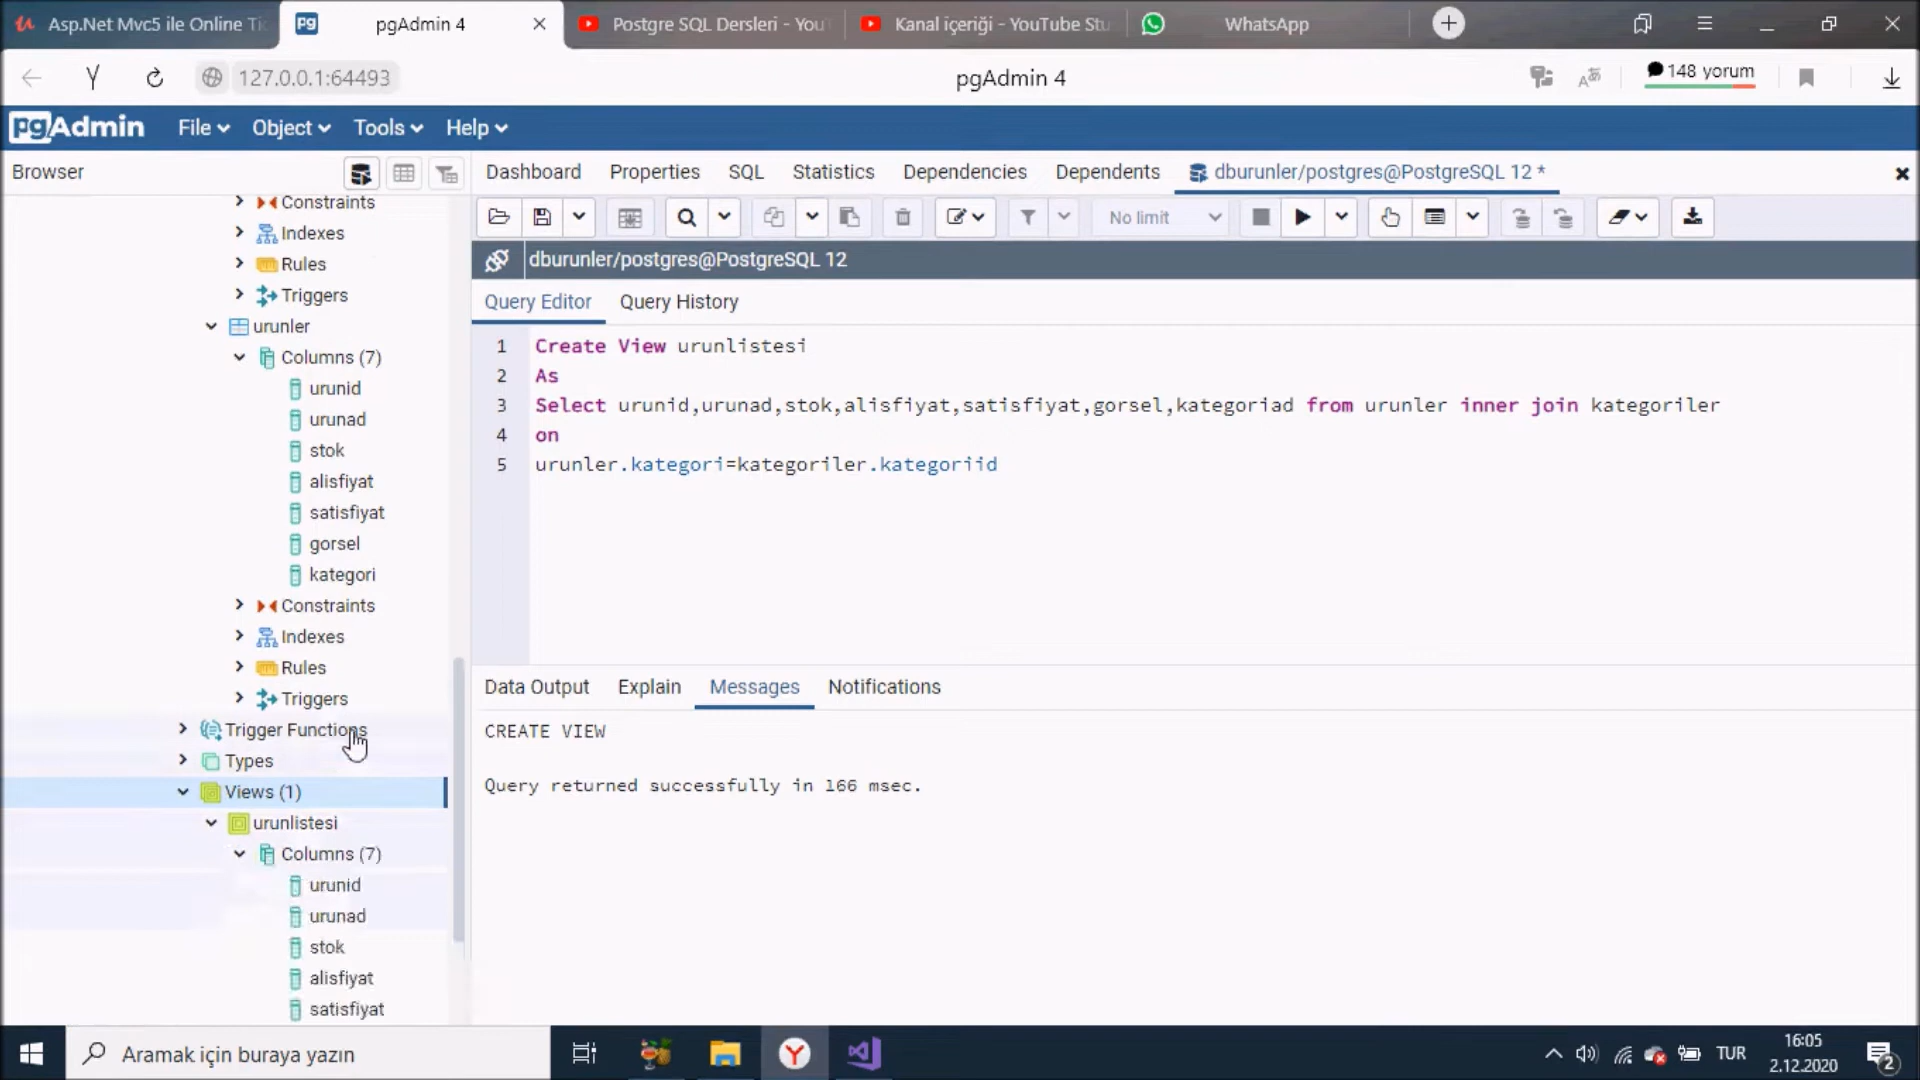 Asp.Net Mvc5 ile Online Tic
pgAdmin 4
Postgre SQL Dersleri - YouT
Kanal içeriği - YouTube Stu
WhatsApp
127.0.0.1:64493
pgAdmin 4
148 yorum
pgAdmin
File
Object
Tools
Help
Browser
Dashboard
Properties
SQL
Statistics
Dependencies
Dependents
dburunler/postgres@PostgreSQL 12 *
No limit
dburunler/postgres@PostgreSQL 12
Query Editor
Query History
Constraints
Indexes
Rules
Triggers
urunler
Columns (7)
urunid
urunad
stok
alisfiyat
satisfiyat
gorsel
kategori
Constraints
Indexes
Rules
Triggers
Trigger Functions
Types
Views (1)
urunlistesi
Columns (7)
urunid
urunad
stok
alisfiyat
satisfiyat
1 Create View urunlistesi
2 As
3 Select urunid,urunad,stok,alisfiyat,satisfiyat,gorsel,kategoriad from urunler inner join kategoriler
4 on
5 urunler.kategori=kategoriler.kategoriid
Data Output
Explain
Messages
Notifications
CREATE VIEW
Query returned successfully in 166 msec.
Aramak için buraya yazın
TUR
16:05
2.12.2020
2